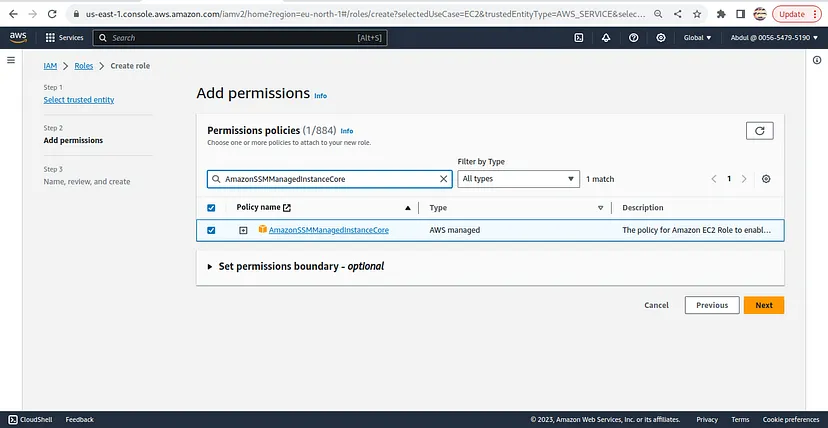 us-east-1.console.aws.amazon.com/iamv2/home?region=eu-north-1#/roles/create?selectedUseCase=EC2&trustedEntityType=AWS_SERVICE&selec...
Update
aws
Services
Search
[Alt+S]
Global
Abdul @ 0056-5479-5190
IAM
Roles
Create role
Step 1
Select trusted entity
Step 2
Add permissions
Step 3
Name, review, and create
Add permissions Info
Permissions policies (1/884) Info
Choose one or more policies to attach to your new role.
Filter by Type
AmazonSSMManagedInstanceCore
All types
1 match
1
Policy name
Type
Description
AmazonSSMManagedInstanceCore
AWS managed
The policy for Amazon EC2 Role to enabl...
Set permissions boundary - optional
Cancel
Previous
Next
CloudShell
Feedback
© 2023, Amazon Web Services, Inc. or its affiliates.
Privacy
Terms
Cookie preferences